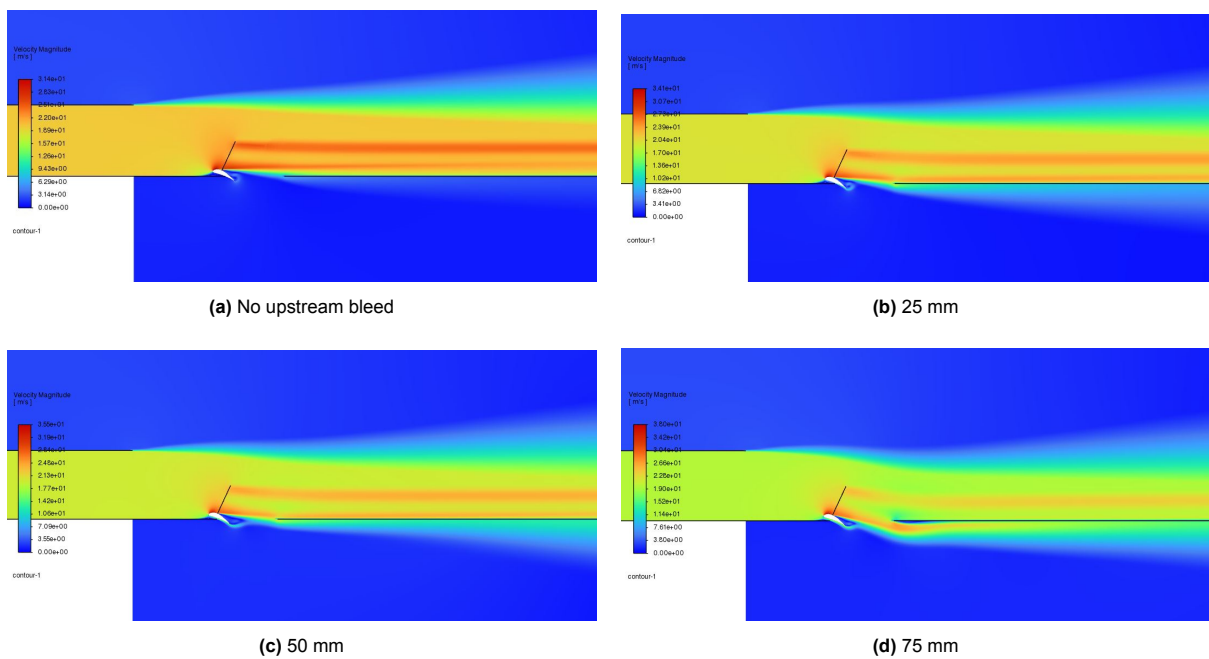 Velocity Magnitude
[ m/s ]
3.14e+01
2.83e+01
2.51e+01
2.20e+01
1.89e+01
1.57e+01
1.26e+01
9.43e+00
6.29e+00
3.14e+00
0.00e+00
contour-1
(a) No upstream bleed
Velocity Magnitude
[ m/s ]
3.41e+01
3.07e+01
2.73e+01
2.39e+01
2.04e+01
1.70e+01
1.36e+01
1.02e+01
6.82e+00
3.41e+00
0.00e+00
contour-1
(b) 25 mm
Velocity Magnitude
[ m/s ]
3.55e+01
3.19e+01
2.84e+01
2.48e+01
2.13e+01
1.77e+01
1.42e+01
1.06e+01
7.09e+00
3.55e+00
0.00e+00
contour-1
(c) 50 mm
Velocity Magnitude
[ m/s ]
3.80e+01
3.42e+01
3.04e+01
2.66e+01
2.28e+01
1.90e+01
1.52e+01
1.14e+01
7.61e+00
3.80e+00
0.00e+00
contour-1
(d) 75 mm